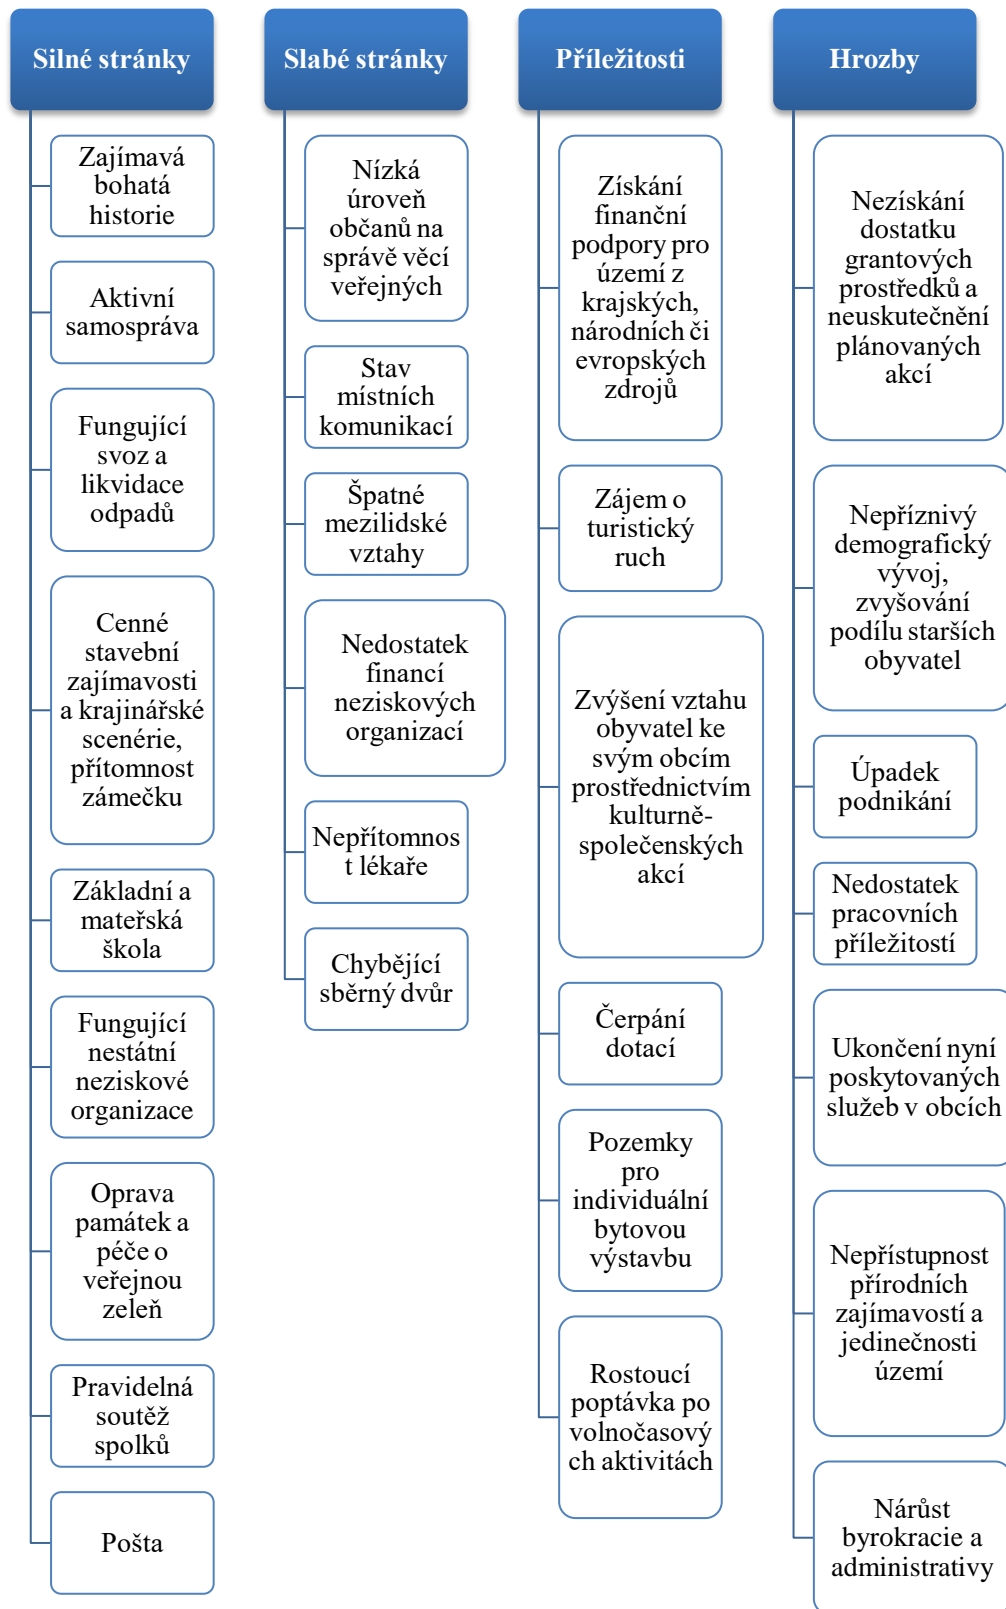 Silné stránky
Zajímavá
bohatá
historie
Aktivní
samospráva
Fungující
svoz a
likvidace
odpadů
Cenné
stavební
zajímavosti
a krajinářské
scenérie,
přítomnost
zámečku
Základní a
mateřská
škola
Fungující
nestátní
neziskové
organizace
Oprava
památek a
péče o
veřejnou
zeleň
Pravidelná
soutěž
spolků
Pošta
Slabé stránky
Nízká
úroveň
občanů na
správě věcí
veřejných
Stav
místních
komunikací
Špatné
mezilidské
vztahy
Nedostatek
financí
neziskových
organizací
Nepřítomnos
t lékaře
Chybějící
sběrný dvůr
Příležitosti
Získání
finanční
podpory pro
území z
krajských,
národních či
evropských
zdrojů
Zájem o
turistický
ruch
Zvýšení vztahu
obyvatel ke
svým obcím
prostřednictvím
kulturně-
společenských
akcí
Čerpání
dotací
Pozemky
pro
individuální
bytovou
výstavbu
Rostoucí
poptávka po
volnočasový
ch aktivitách
Hrozby
Nezískání
dostatku
grantových
prostředků a
neuskutečnění
plánovaných
akcí
Nepříznivý
demografický
vývoj,
zvyšování
podílu starších
obyvatel
Úpadek
podnikání
Nedostatek
pracovních
příležitostí
Ukončení nyní
poskytovaných
služeb v obcích
Nepřístupnost
přírodních
zajímavostí a
jedinečnosti
území
Nárůst
byrokracie a
administrativy